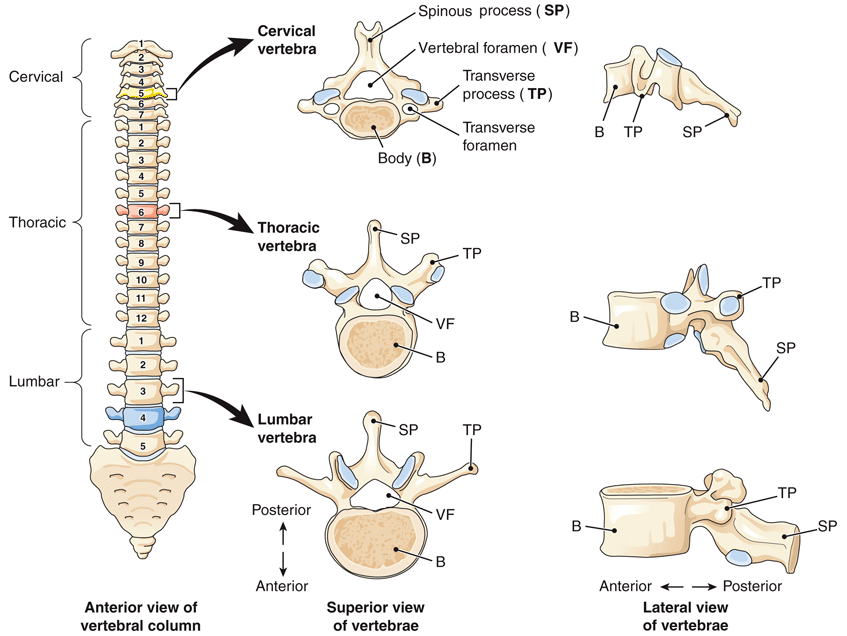 Cervical
1
2
3
4
5
6
7
Thoracic
1
2
3
4
5
6
7
8
9
10
11
12
Lumbar
1
2
3
4
5
Anterior view of
vertebral column
Cervical
vertebra
Spinous process ( SP)
Vertebral foramen ( VF)
Transverse
process ( TP)
Transverse
foramen
Body (B)
B
TP
SP
Thoracic
vertebra
SP
TP
VF
B
B
TP
SP
Lumbar
vertebra
SP
TP
VF
B
Posterior
Anterior
B
TP
SP
Anterior
Posterior
Superior view
of vertebrae
Lateral view
of vertebrae